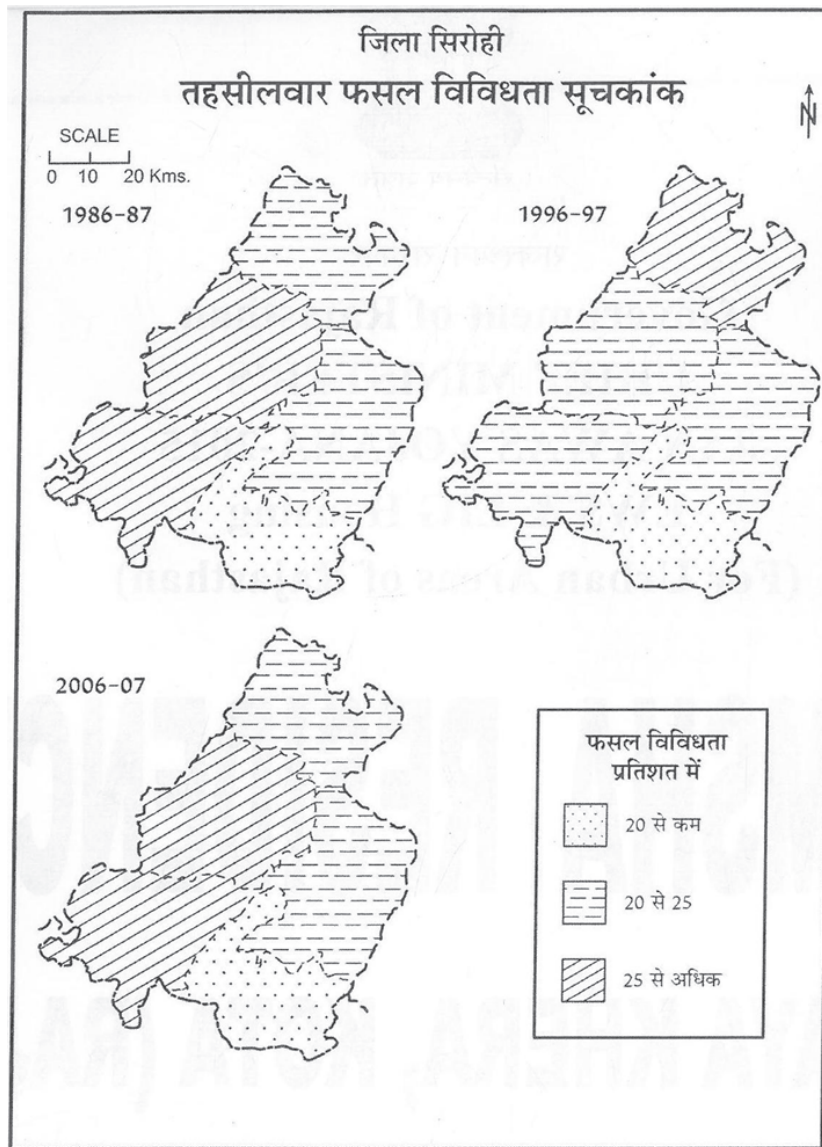 जिला सिरोही
तहसीलवार फसल विविधता सूचकांक
N
SCALE
0 10 20 Kms.
1986-87
1996-97
2006-07
फसल विविधता
प्रतिशत में
20 से कम
20 से 25
25 से अधिक